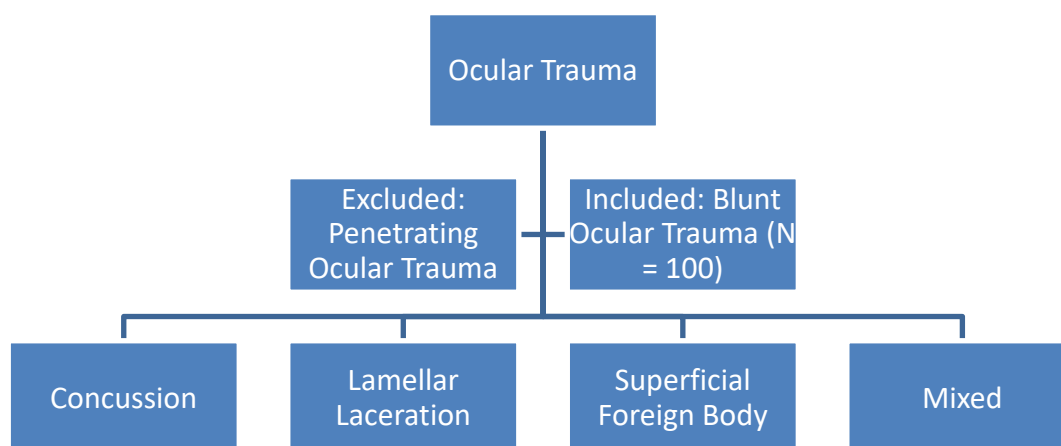 Ocular Trauma
Excluded:
Penetrating
Ocular Trauma
Included: Blunt
Ocular Trauma (N
= 100)
Concussion
Lamellar
Laceration
Superficial
Foreign Body
Mixed